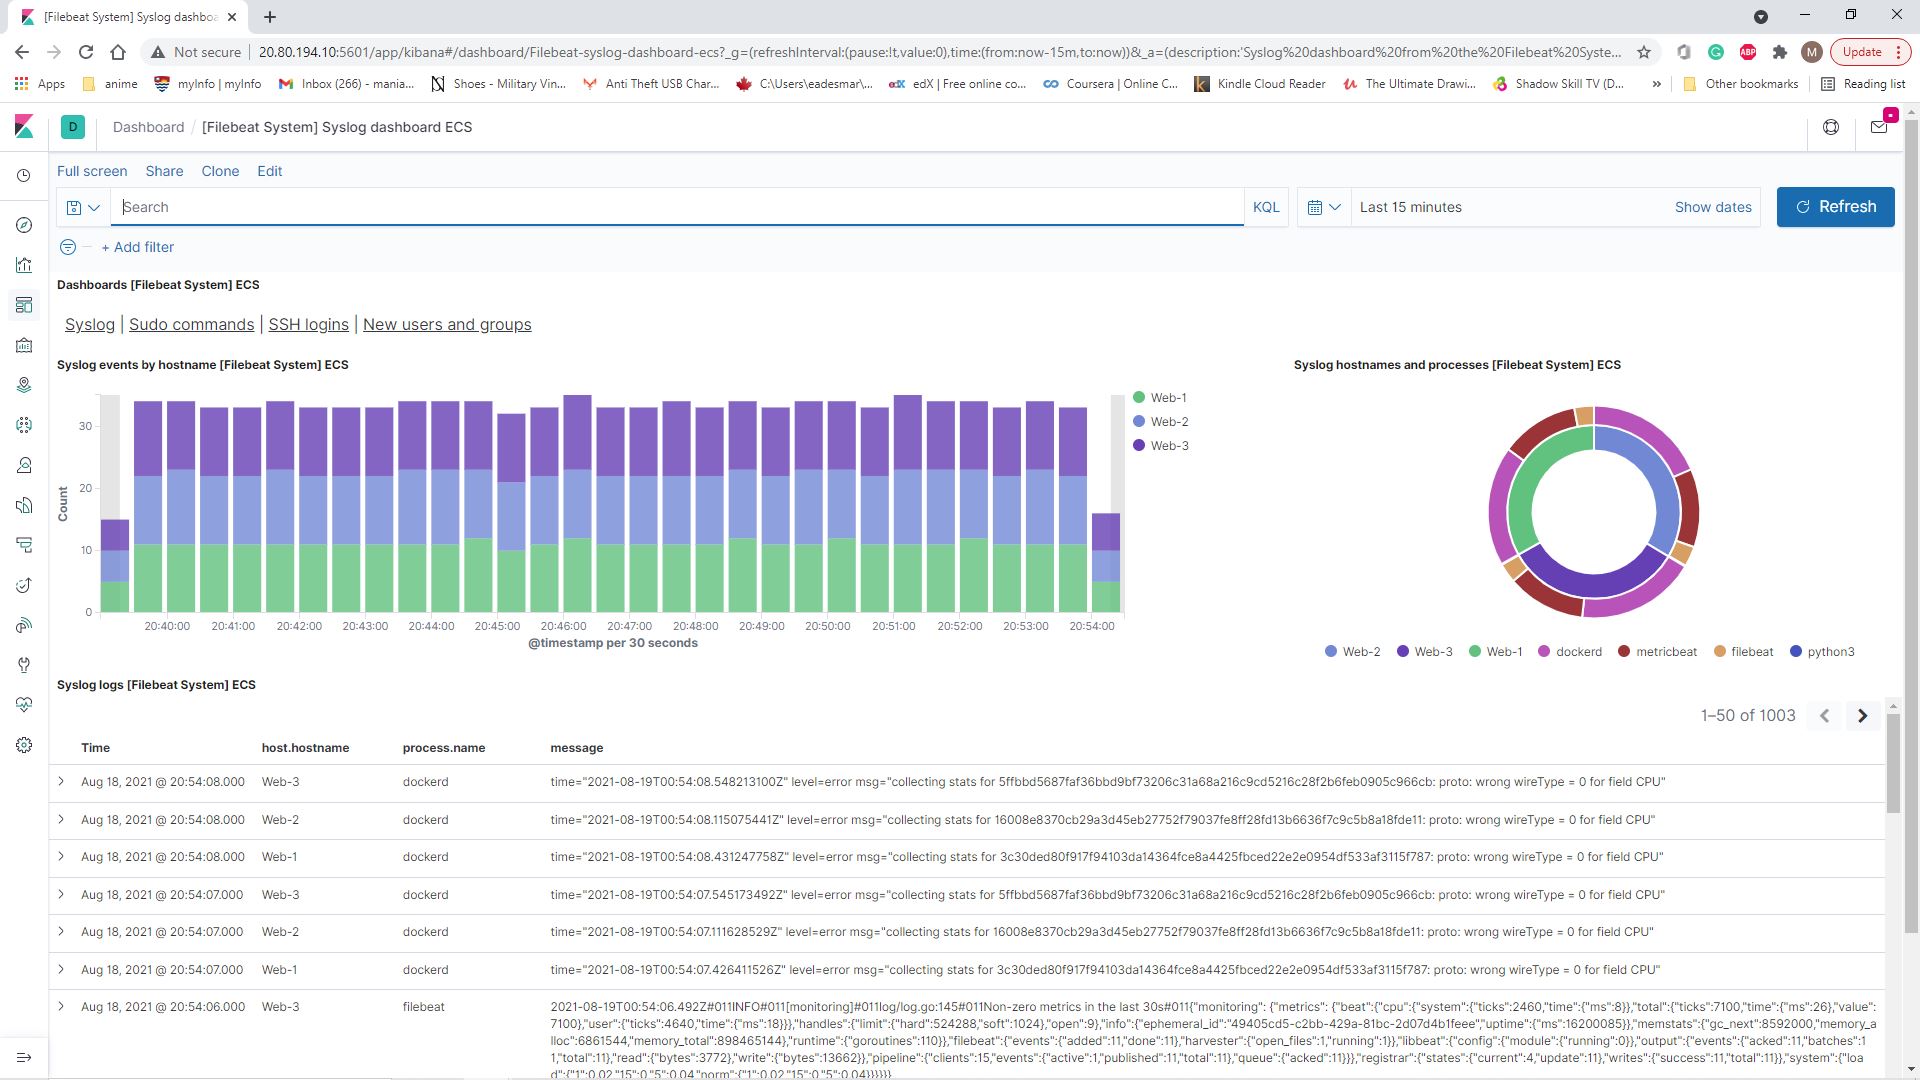 [Filebeat System] Syslog dashboa
Not secure | 20.80.194.10:5601/app/kibana#/dashboard/Filebeat-syslog-dashboard-ecs?_g=(refreshInterval:(pause:!t,value:0),time:(from:now-15m,to:now))&_a=(description:'Syslog%20dashboard%20from%20the%20Filebeat%20Syste...
ABP M Update
Apps anime myInfo | myInfo Inbox (266) - mania... Shoes - Military Vin... Anti Theft USB Char... C:\Users\eadesmar\... edX | Free online co... Coursera | Online C... Kindle Cloud Reader The Ultimate Drawi... Shadow Skill TV (D... » Other bookmarks Reading list
D Dashboard / [Filebeat System] Syslog dashboard ECS
Full screen Share Clone Edit
Search KQL Last 15 minutes Show dates Refresh
+ Add filter
Dashboards [Filebeat System] ECS
Syslog | Sudo commands | SSH logins | New users and groups
Syslog events by hostname [Filebeat System] ECS
Syslog hostnames and processes [Filebeat System] ECS
Web-1
Web-2
Web-3
30
20
10
0
Count
20:40:00 20:41:00 20:42:00 20:43:00 20:44:00 20:45:00 20:46:00 20:47:00 20:48:00 20:49:00 20:50:00 20:51:00 20:52:00 20:53:00 20:54:00
@timestamp per 30 seconds
Web-2 Web-3 Web-1 dockerd metricbeat filebeat python3
Syslog logs [Filebeat System] ECS
1–50 of 1003
Time host.hostname process.name message
Aug 18, 2021 @ 20:54:08.000 Web-3 dockerd time="2021-08-19T00:54:08.548213100Z" level=error msg="collecting stats for 5ffbbd5687faf36bbd9bf73206c31a68a216c9cd5216c28f2b6feb0905c966cb: proto: wrong wireType = 0 for field CPU"
Aug 18, 2021 @ 20:54:08.000 Web-2 dockerd time="2021-08-19T00:54:08.115075441Z" level=error msg="collecting stats for 16008e8370cb29a3d45eb27752f79037fe8ff28fd13b6636f7c9c5b8a18fde11: proto: wrong wireType = 0 for field CPU"
Aug 18, 2021 @ 20:54:08.000 Web-1 dockerd time="2021-08-19T00:54:08.431247758Z" level=error msg="collecting stats for 3c30ded80f917f94103da14364fce8a4425fbced22e2e0954df533af3115f787: proto: wrong wireType = 0 for field CPU"
Aug 18, 2021 @ 20:54:07.000 Web-3 dockerd time="2021-08-19T00:54:07.545173492Z" level=error msg="collecting stats for 5ffbbd5687faf36bbd9bf73206c31a68a216c9cd5216c28f2b6feb0905c966cb: proto: wrong wireType = 0 for field CPU"
Aug 18, 2021 @ 20:54:07.000 Web-2 dockerd time="2021-08-19T00:54:07.111628529Z" level=error msg="collecting stats for 16008e8370cb29a3d45eb27752f79037fe8ff28fd13b6636f7c9c5b8a18fde11: proto: wrong wireType = 0 for field CPU"
Aug 18, 2021 @ 20:54:07.000 Web-1 dockerd time="2021-08-19T00:54:07.426411526Z" level=error msg="collecting stats for 3c30ded80f917f94103da14364fce8a4425fbced22e2e0954df533af3115f787: proto: wrong wireType = 0 for field CPU"
Aug 18, 2021 @ 20:54:06.000 Web-3 filebeat 2021-08-19T00:54:06.492Z#011INFO#011[monitoring]#011log/log.go:145#011Non-zero metrics in the last 30s#011{"monitoring": {"metrics": {"beat":{"cpu":{"system":{"ticks":2460,"time":{"ms":8}},"total":{"ticks":7100,"time":{"ms":26},"value":
7100},"user":{"ticks":4640,"time":{"ms":18}}},"handles":{"limit":{"hard":524288,"soft":1024},"open":9},"info":{"ephemeral_id":"49405cd5-c2bb-429a-81bc-2d07d4b1feee","uptime":{"ms":16200085}},"memstats":{"gc_next":8592000,"memory_a
lloc":6861544,"memory_total":898465144},"runtime":{"goroutines":110}},"filebeat":{"events":{"added":11,"done":11},"harvester":{"open_files":1,"running":1}},"libbeat":{"config":{"module":{"running":0}},"output":{"events":{"acked":11,"batches":1
1,"total":11},"read":{"bytes":3772},"write":{"bytes":13662}},"pipeline":{"clients":15,"events":{"active":1,"published":11,"total":11},"queue":{"acked":11}}},"registrar":{"states":{"current":4,"update":11},"writes":{"success":11,"total":11}},"system":{"loa
d":{"1":0.02,"15":0,"5":0.04,"norm":{"1":0.02,"15":0,"5":0.04}}}}}}